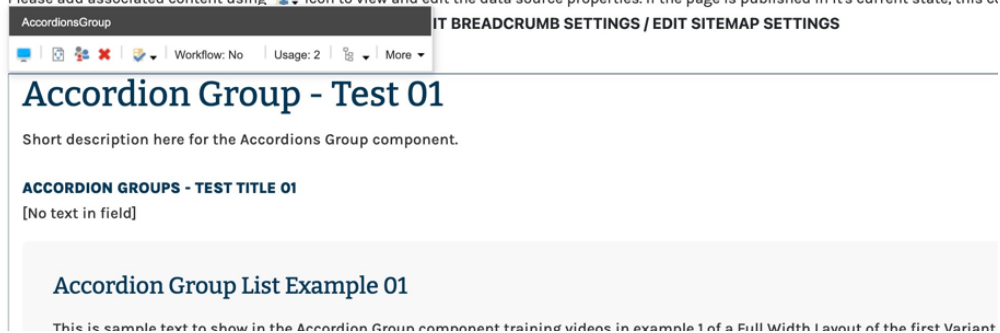 Please add associated content using icon to view and edit the data source properties. If the page is published in it's current state, this co
AccordionsGroup
IT BREADCRUMB SETTINGS / EDIT SITEMAP SETTINGS
Workflow: No Usage: 2 More
Accordion Group - Test 01
Short description here for the Accordions Group component.
ACCORDION GROUPS - TEST TITLE 01
[No text in field]
Accordion Group List Example 01
This is sample text to show in the Accordion Group component training videos in example 1 of a Full Width Layout of the first Variant